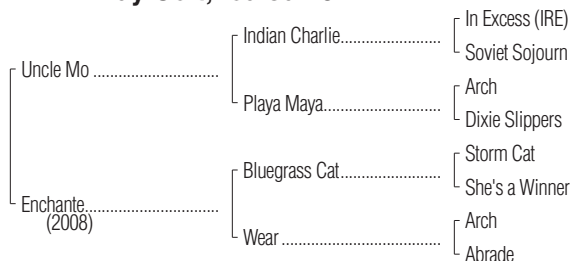 In Excess (IRE)
Indian Charlie
Soviet Sojourn
Uncle Mo
Arch
Playa Maya
Dixie Slippers
Storm Cat
Bluegrass Cat
She's a Winner
Enchante
(2008)
Arch
Wear
Abrade